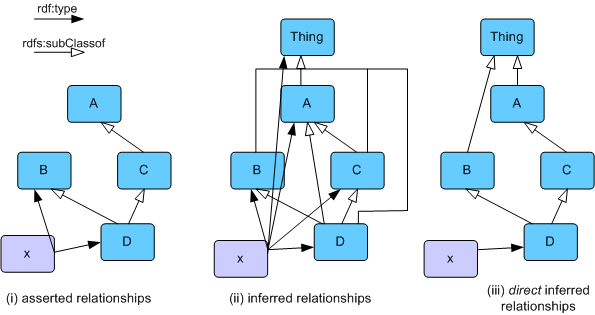 rdf:type
rdfs:subClassof
A
B
C
D
x
(i) asserted relationships
Thing
A
B
C
D
x
(ii) inferred relationships
Thing
A
B
C
D
x
(iii) direct inferred
relationships